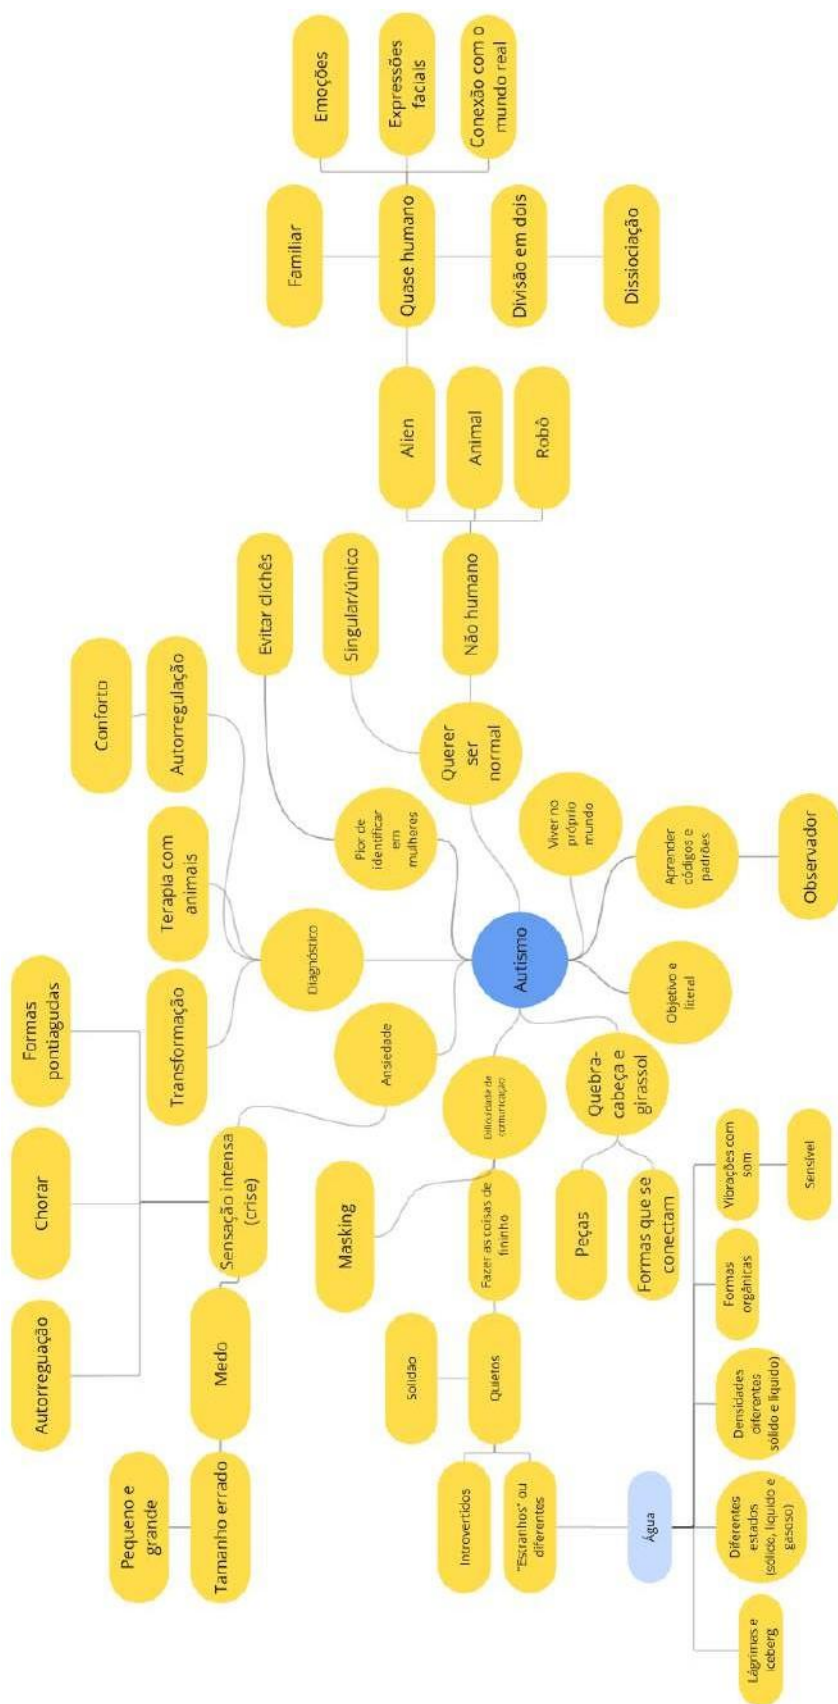 Autorreguação
Chorar
Formas
pontiagudas
Conforto
Pequeno e
grande
Tamanho errado
Medo
Sensação intensa
(crise)
Transformação
Terapia com
animais
Autorregulação
Diagnóstico
Evitar clichês
Familiar
Emoções
Masking
Ansiedade
Pior de
identificar
em
mulheres
Singular/único
Quase humano
Expressões
faciais
Conexão com o
mundo real
Solidão
Introvertidos
Quietos
"Estranhos" ou
diferentes
Fazer as coisas de
fininho
Dificuldade de
comunicação
Autismo
Querer
ser
normal
Não humano
Alien
Animal
Robô
Divisão em dois
Dissiociação
Peças
Formas que se
conectam
Quebra-
cabeça e
girassol
Objetivo e
literal
Viver no
próprio
mundo
Aprender
códigos e
padrões
Observador
Água
Lágrimas e
iceberg
Diferentes
estados
(sólido, líquido e
gasoso)
Densidades
diferentes
sólido e líquido)
Formas
orgânicas
Vibrações com
som
Sensível